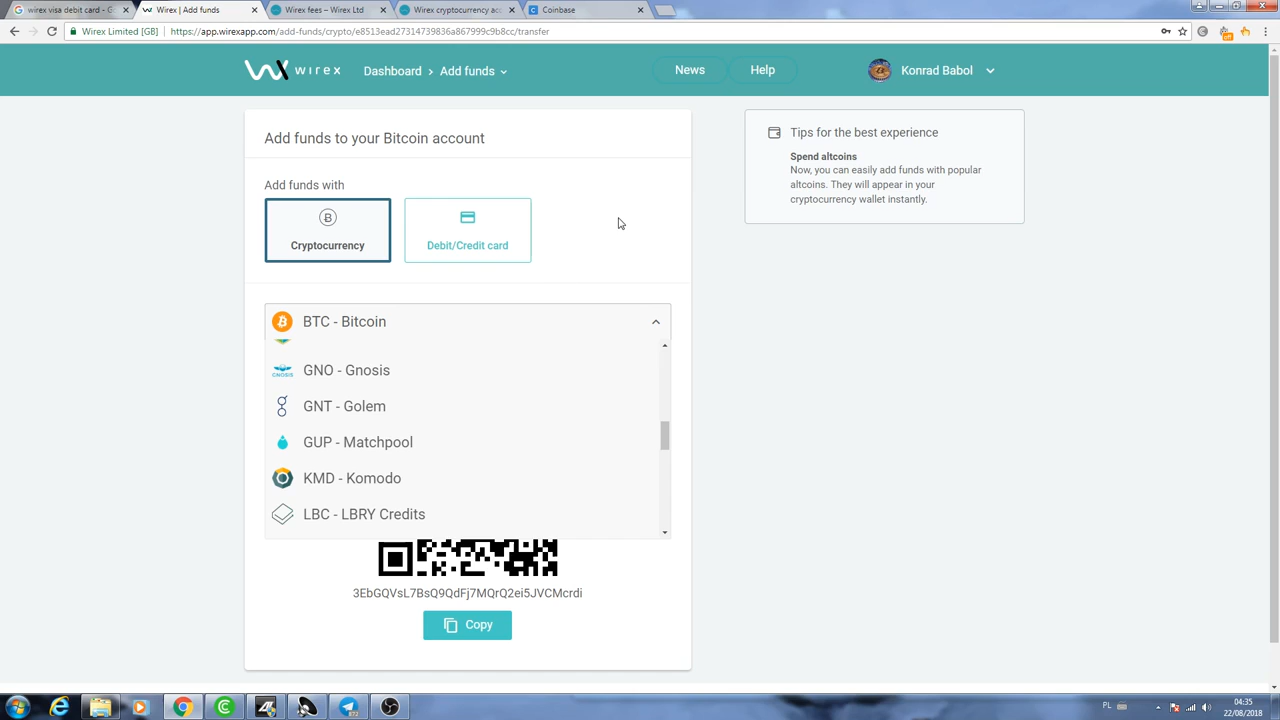 wirex visa debit card - G
Wirex | Add funds
Wirex fees – Wirex Ltd
Wirex cryptocurrency acc
Coinbase
Wirex Limited [GB]
https://app.wirexapp.com/add-funds/crypto/e8513ead27314739836a867999c9b8cc/transfer
off
wirex
Dashboard > Add funds
News
Help
Konrad Babol
Add funds to your Bitcoin account
Add funds with
Cryptocurrency
Debit/Credit card
BTC - Bitcoin
GNO - Gnosis
GNT - Golem
GUP - Matchpool
KMD - Komodo
LBC - LBRY Credits
3EbGQVsL7BsQ9QdFj7MQrQ2ei5JVCMcrdi
Copy
Tips for the best experience
Spend altcoins
Now, you can easily add funds with popular
altcoins. They will appear in your
cryptocurrency wallet instantly.
PL
04:35
22/08/2018